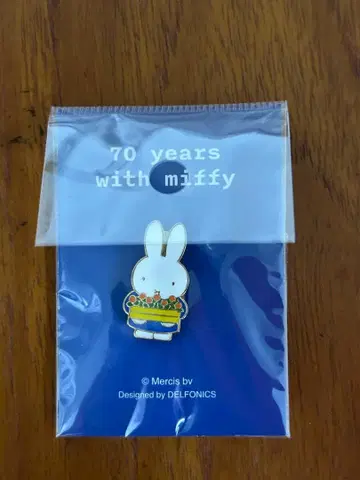 70 years
with miffy
© Mercis bv
Designed by DELFONICS